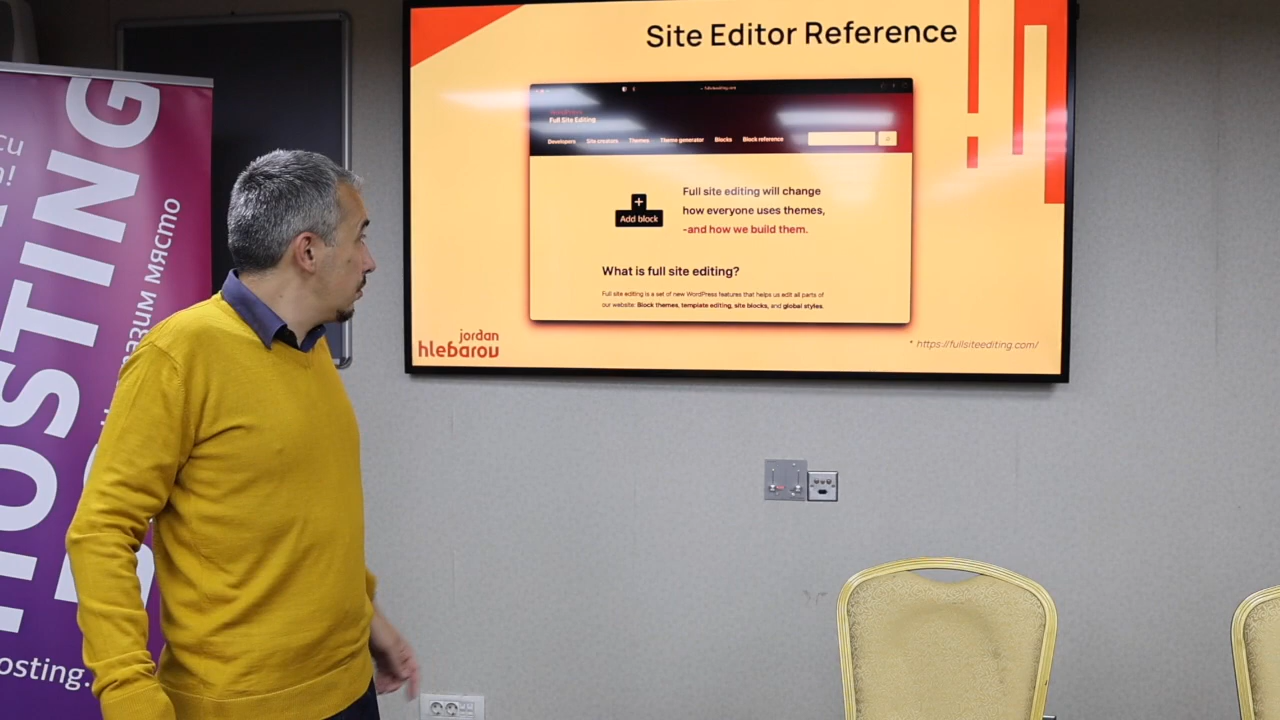 Site Editor Reference
fullsiteediting.com
Full Site Editing
Developers Site creators Themes Theme generator Blocks Block reference
Add block
Full site editing will change
how everyone uses themes,
-and how we build them.
What is full site editing?
Full site editing is a set of new WordPress features that helps us edit all parts of
our website: Block themes, template editing, site blocks, and global styles.
jordan
hlebarov
* https://fullsiteediting.com/
HOSTING
място